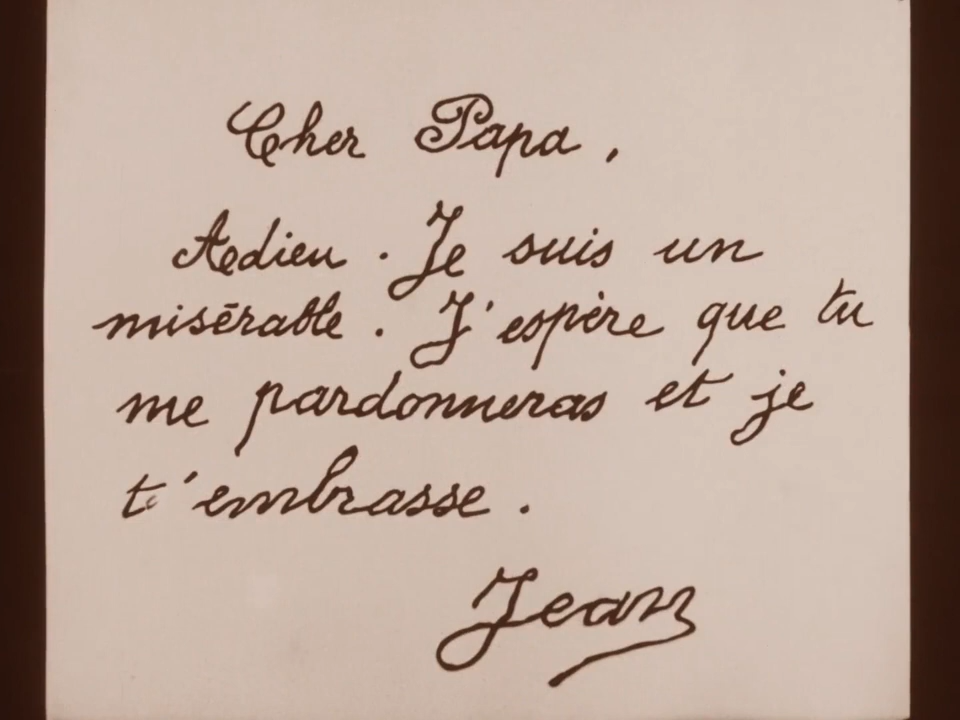 Cher Papa,
Adieu. Je suis un
misérable. J'espère que tu
me pardonneras et je
t'embrasse.
Jean